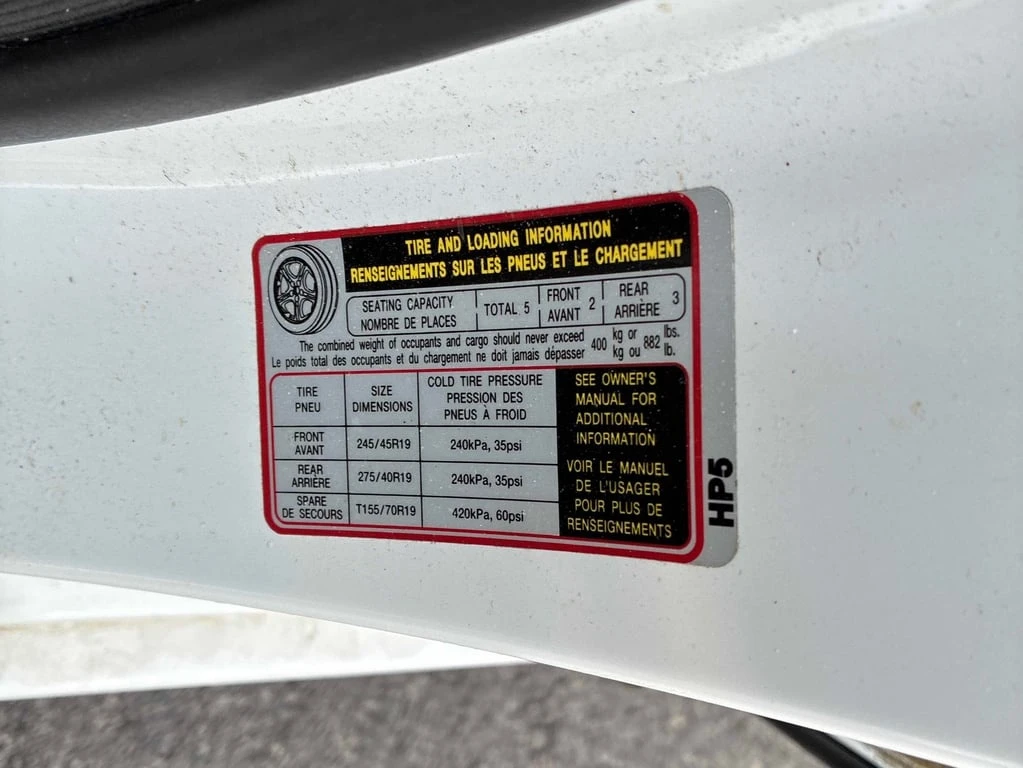 TIRE AND LOADING INFORMATION
RENSEIGNEMENTS SUR LES PNEUS ET LE CHARGEMENT
SEATING CAPACITY
NOMBRE DE PLACES
TOTAL 5
FRONT
AVANT
2
REAR
ARRIÈRE
3
The combined weight of occupants and cargo should never exceed
Le poids total des occupants et du chargement ne doit jamais dépasser
400
kg or
kg ou
882
lbs.
lb.
TIRE
PNEU
SIZE
DIMENSIONS
COLD TIRE PRESSURE
PRESSION DES
PNEUS À FROID
FRONT
AVANT
245/45R19
240kPa, 35psi
REAR
ARRIÈRE
275/40R19
240kPa, 35psi
SPARE
DE SECOURS
T155/70R19
420kPa, 60psi
SEE OWNER'S
MANUAL FOR
ADDITIONAL
INFORMATION
VOIR LE MANUEL
DE L'USAGER
POUR PLUS DE
RENSEIGNEMENTS
HP5